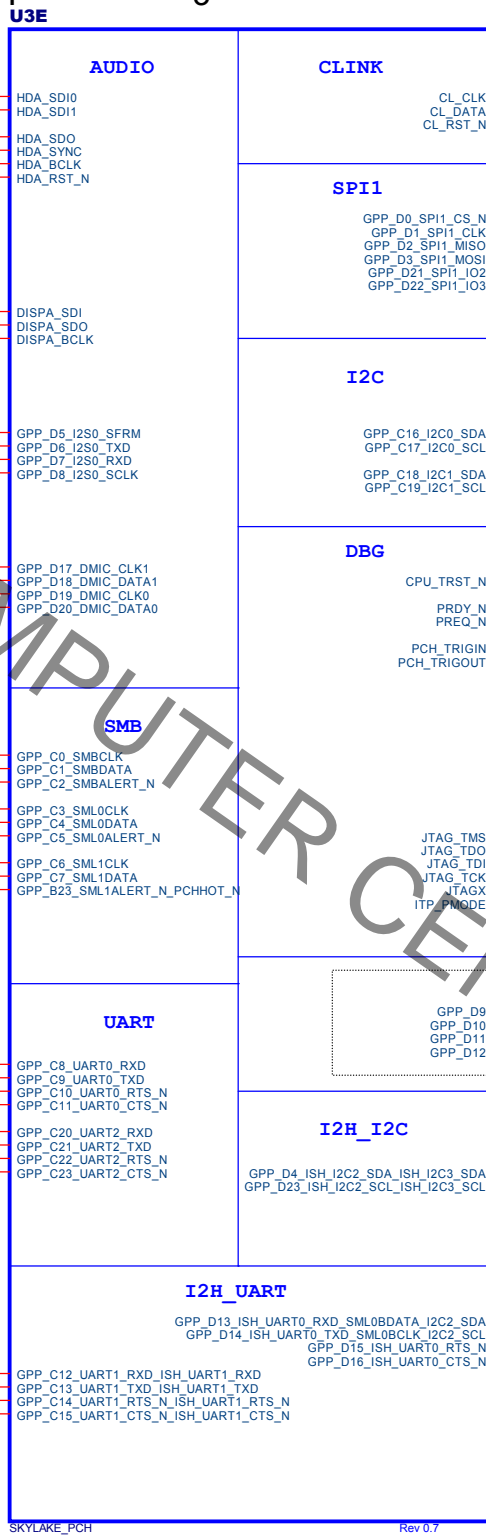 U3E
AUDIO
HDA_SDI0
HDA_SDI1
HDA_SDO
HDA_SYNC
HDA_BCLK
HDA_RST_N
DISPA_SDI
DISPA_SDO
DISPA_BCLK
GPP_D5_I2S0_SFRM
GPP_D6_I2S0_TXD
GPP_D7_I2S0_RXD
GPP_D8_I2S0_SCLK
GPP_D17_DMIC_CLK1
GPP_D18_DMIC_DATA1
GPP_D19_DMIC_CLK0
GPP_D20_DMIC_DATA0
SMB
GPP_C0_SMBCLK
GPP_C1_SMBDATA
GPP_C2_SMBALERT_N
GPP_C3_SML0CLK
GPP_C4_SML0DATA
GPP_C5_SML0ALERT_N
GPP_C6_SML1CLK
GPP_C7_SML1DATA
GPP_B23_SML1ALERT_N_PCHHOT_N
UART
GPP_C8_UART0_RXD
GPP_C9_UART0_TXD
GPP_C10_UART0_RTS_N
GPP_C11_UART0_CTS_N
GPP_C20_UART2_RXD
GPP_C21_UART2_TXD
GPP_C22_UART2_RTS_N
GPP_C23_UART2_CTS_N
CLINK
CL_CLK
CL_DATA
CL_RST_N
SPI1
GPP_D0_SPI1_CS_N
GPP_D1_SPI1_CLK
GPP_D2_SPI1_MISO
GPP_D3_SPI1_MOSI
GPP_D21_SPI1_IO2
GPP_D22_SPI1_IO3
I2C
GPP_C16_I2C0_SDA
GPP_C17_I2C0_SCL
GPP_C18_I2C1_SDA
GPP_C19_I2C1_SCL
DBG
CPU_TRST_N
PRDY_N
PREQ_N
PCH_TRIGIN
PCH_TRIGOUT
JTAG_TMS
JTAG_TDO
JTAG_TDI
JTAG_TCK
JTAGX
ITP_PMODE
GPP_D9
GPP_D10
GPP_D11
GPP_D12
I2H_I2C
GPP_D4_ISH_I2C2_SDA_ISH_I2C3_SDA
GPP_D23_ISH_I2C2_SCL_ISH_I2C3_SCL
I2H_UART
GPP_D13_ISH_UART0_RXD_SML0BDATA_I2C2_SDA
GPP_D14_ISH_UART0_TXD_SML0BCLK_I2C2_SCL
GPP_D15_ISH_UART0_RTS_N
GPP_D16_ISH_UART0_CTS_N
GPP_C12_UART1_RXD_ISH_UART1_RXD
GPP_C13_UART1_TXD_ISH_UART1_TXD
GPP_C14_UART1_RTS_N_ISH_UART1_RTS_N
GPP_C15_UART1_CTS_N_ISH_UART1_CTS_N
SKYLAKE_PCH
Rev 0.7